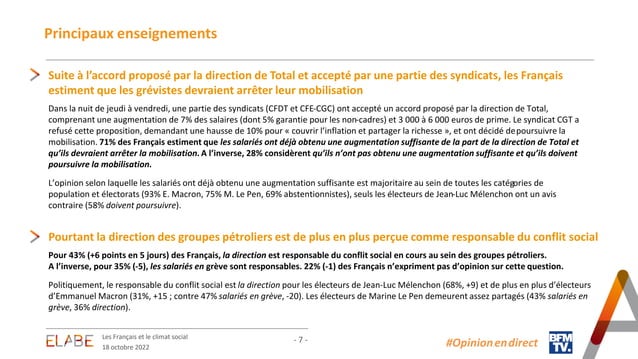 Principaux enseignements
Suite à l’accord proposé par la direction de Total et accepté par une partie des syndicats, les Français
estiment que les grévistes devraient arrêter leur mobilisation
Dans la nuit de jeudi à vendredi, une partie des syndicats (CFDT et CFE-CGC) ont accepté un accord proposé par la direction de Total,
comprenant une augmentation de 7% des salaires (dont 5% garantie pour les non-cadres) et 3 000 à 6 000 euros de prime. Le syndicat CGT a
refusé cette proposition, demandant une hausse de 10% pour « couvrir l’inflation et partager la richesse », et ont décidé de poursuivre la
mobilisation. 71% des Français estiment que les salariés ont déjà obtenu une augmentation suffisante de la part de la direction de Total et
qu’ils devraient arrêter la mobilisation. A l’inverse, 28% considèrent qu’ils n’ont pas obtenu une augmentation suffisante et qu’ils doivent
poursuivre la mobilisation.
L’opinion selon laquelle les salariés ont déjà obtenu une augmentation suffisante est majoritaire au sein de toutes les catégories de
population et électorats (93% E. Macron, 75% M. Le Pen, 69% abstentionnistes), seuls les électeurs de Jean-Luc Mélenchon ont un avis
contraire (58% doivent poursuivre).
Pourtant la direction des groupes pétroliers est de plus en plus perçue comme responsable du conflit social
Pour 43% (+6 points en 5 jours) des Français, la direction est responsable du conflit social en cours au sein des groupes pétroliers.
A l’inverse, pour 35% (-5), les salariés en grève sont responsables. 22% (-1) des Français n’expriment pas d’opinion sur cette question.
Politiquement, le responsable du conflit social est la direction pour les électeurs de Jean-Luc Mélenchon (68%, +9) et de plus en plus d’électeurs
d’Emmanuel Macron (31%, +15 ; contre 47% salariés en grève, -20). Les électeurs de Marine Le Pen demeurent assez partagés (43% salariés en
grève, 36% direction).
ELABE
Les Français et le climat social
18 octobre 2022
- 7 -
#Opinion en direct
BFM
TV.